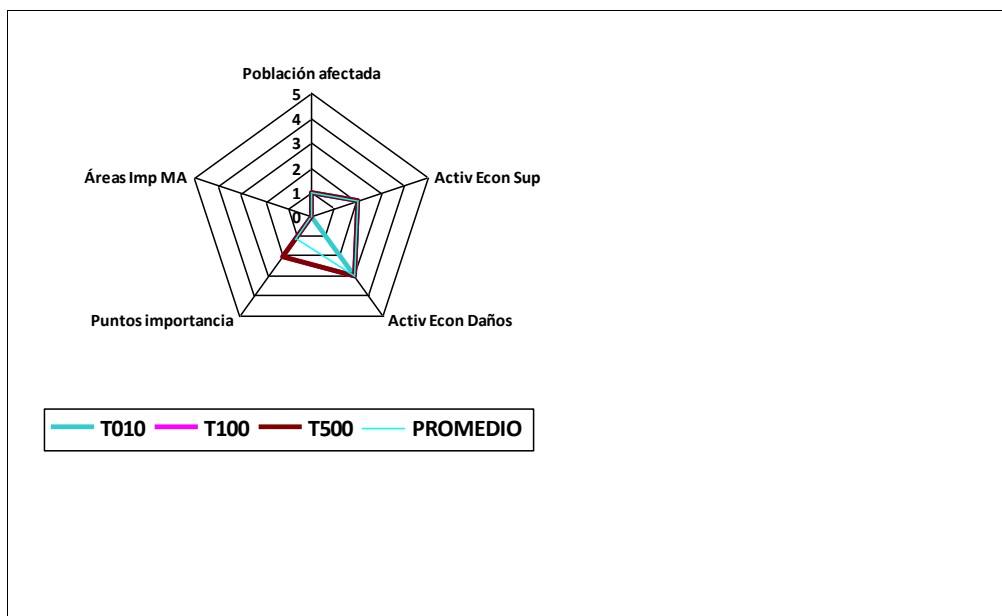 Población afectada
5
4
3
2
1
0
Áreas Imp MA
Activ Econ Sup
Puntos importancia
Activ Econ Daños
T010 T100 T500 PROMEDIO